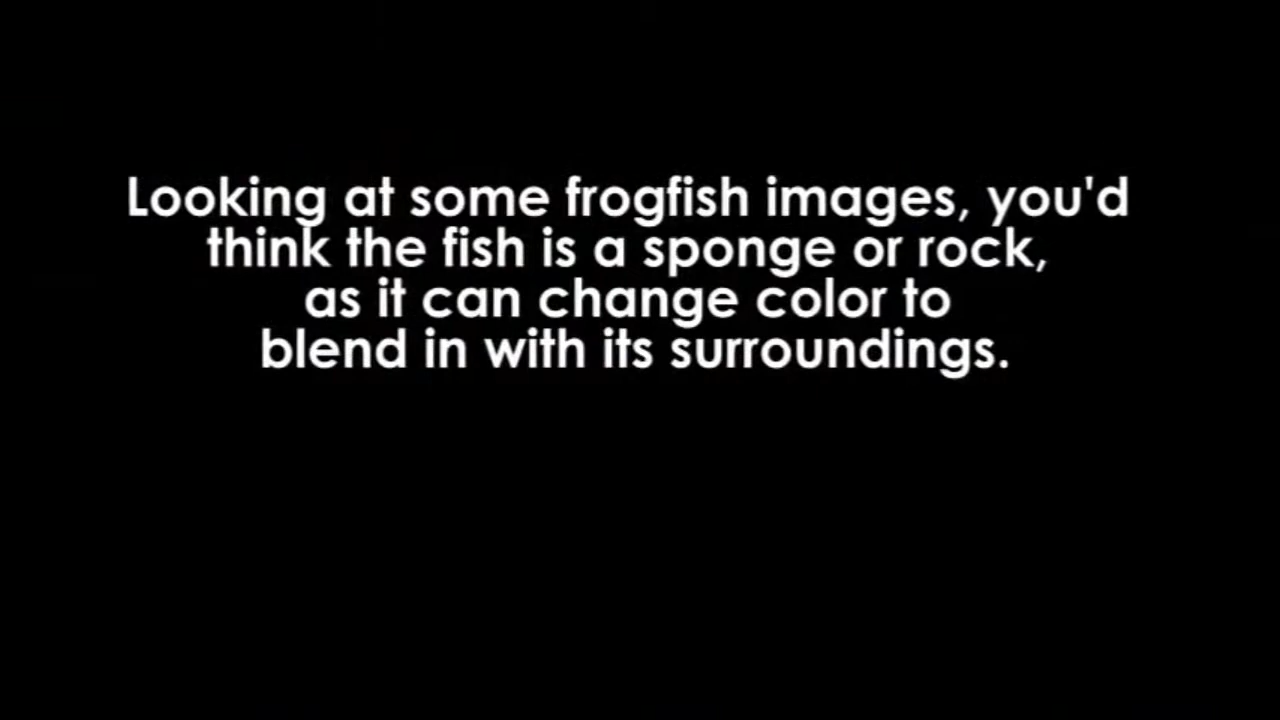 Looking at some frogfish images, you'd
think the fish is a sponge or rock,
as it can change color to
blend in with its surroundings.